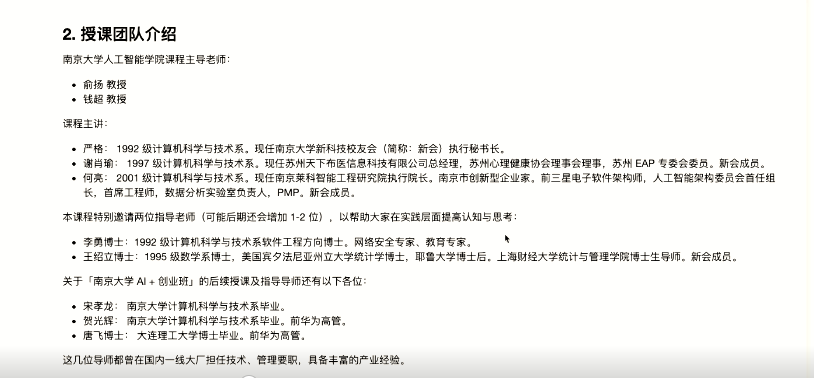 2. 授课团队介绍
南京大学人工智能学院课程主导老师：
• 俞扬 教授
• 钱超 教授
课程主讲：
• 严格： 1992 级计算机科学与技术系。现任南京大学新科技校友会（简称：新会）执行秘书长。
• 谢肖瑜： 1997 级计算机科学与技术系。现任苏州天下布医信息科技有限公司总经理，苏州心理健康协会理事会理事，苏州 EAP 专委会委员。新会成员。
• 何亮： 2001 级计算机科学与技术系。现任南京莱科智能工程研究院执行院长。南京市创新型企业家。前三星电子软件架构师，人工智能架构委员会首任组
长，首席工程师，数据分析实验室负责人，PMP。新会成员。
本课程特别邀请两位指导老师（可能后期还会增加 1-2 位），以帮助大家在实践层面提高认知与思考：
• 李勇博士：1992 级计算机科学与技术系软件工程方向博士。网络安全专家、教育专家。
• 王绍立博士：1995 级数学系博士，美国宾夕法尼亚州立大学统计学博士，耶鲁大学博士后。上海财经大学统计与管理学院博士生导师。新会成员。
关于「南京大学 AI + 创业班」的后续授课及指导导师还有以下各位：
• 宋孝龙： 南京大学计算机科学与技术系毕业。
• 贺光辉： 南京大学计算机科学与技术系毕业。前华为高管。
• 唐飞博士： 大连理工大学博士毕业。前华为高管。
这几位导师都曾在国内一线大厂担任技术、管理要职，具备丰富的产业经验。